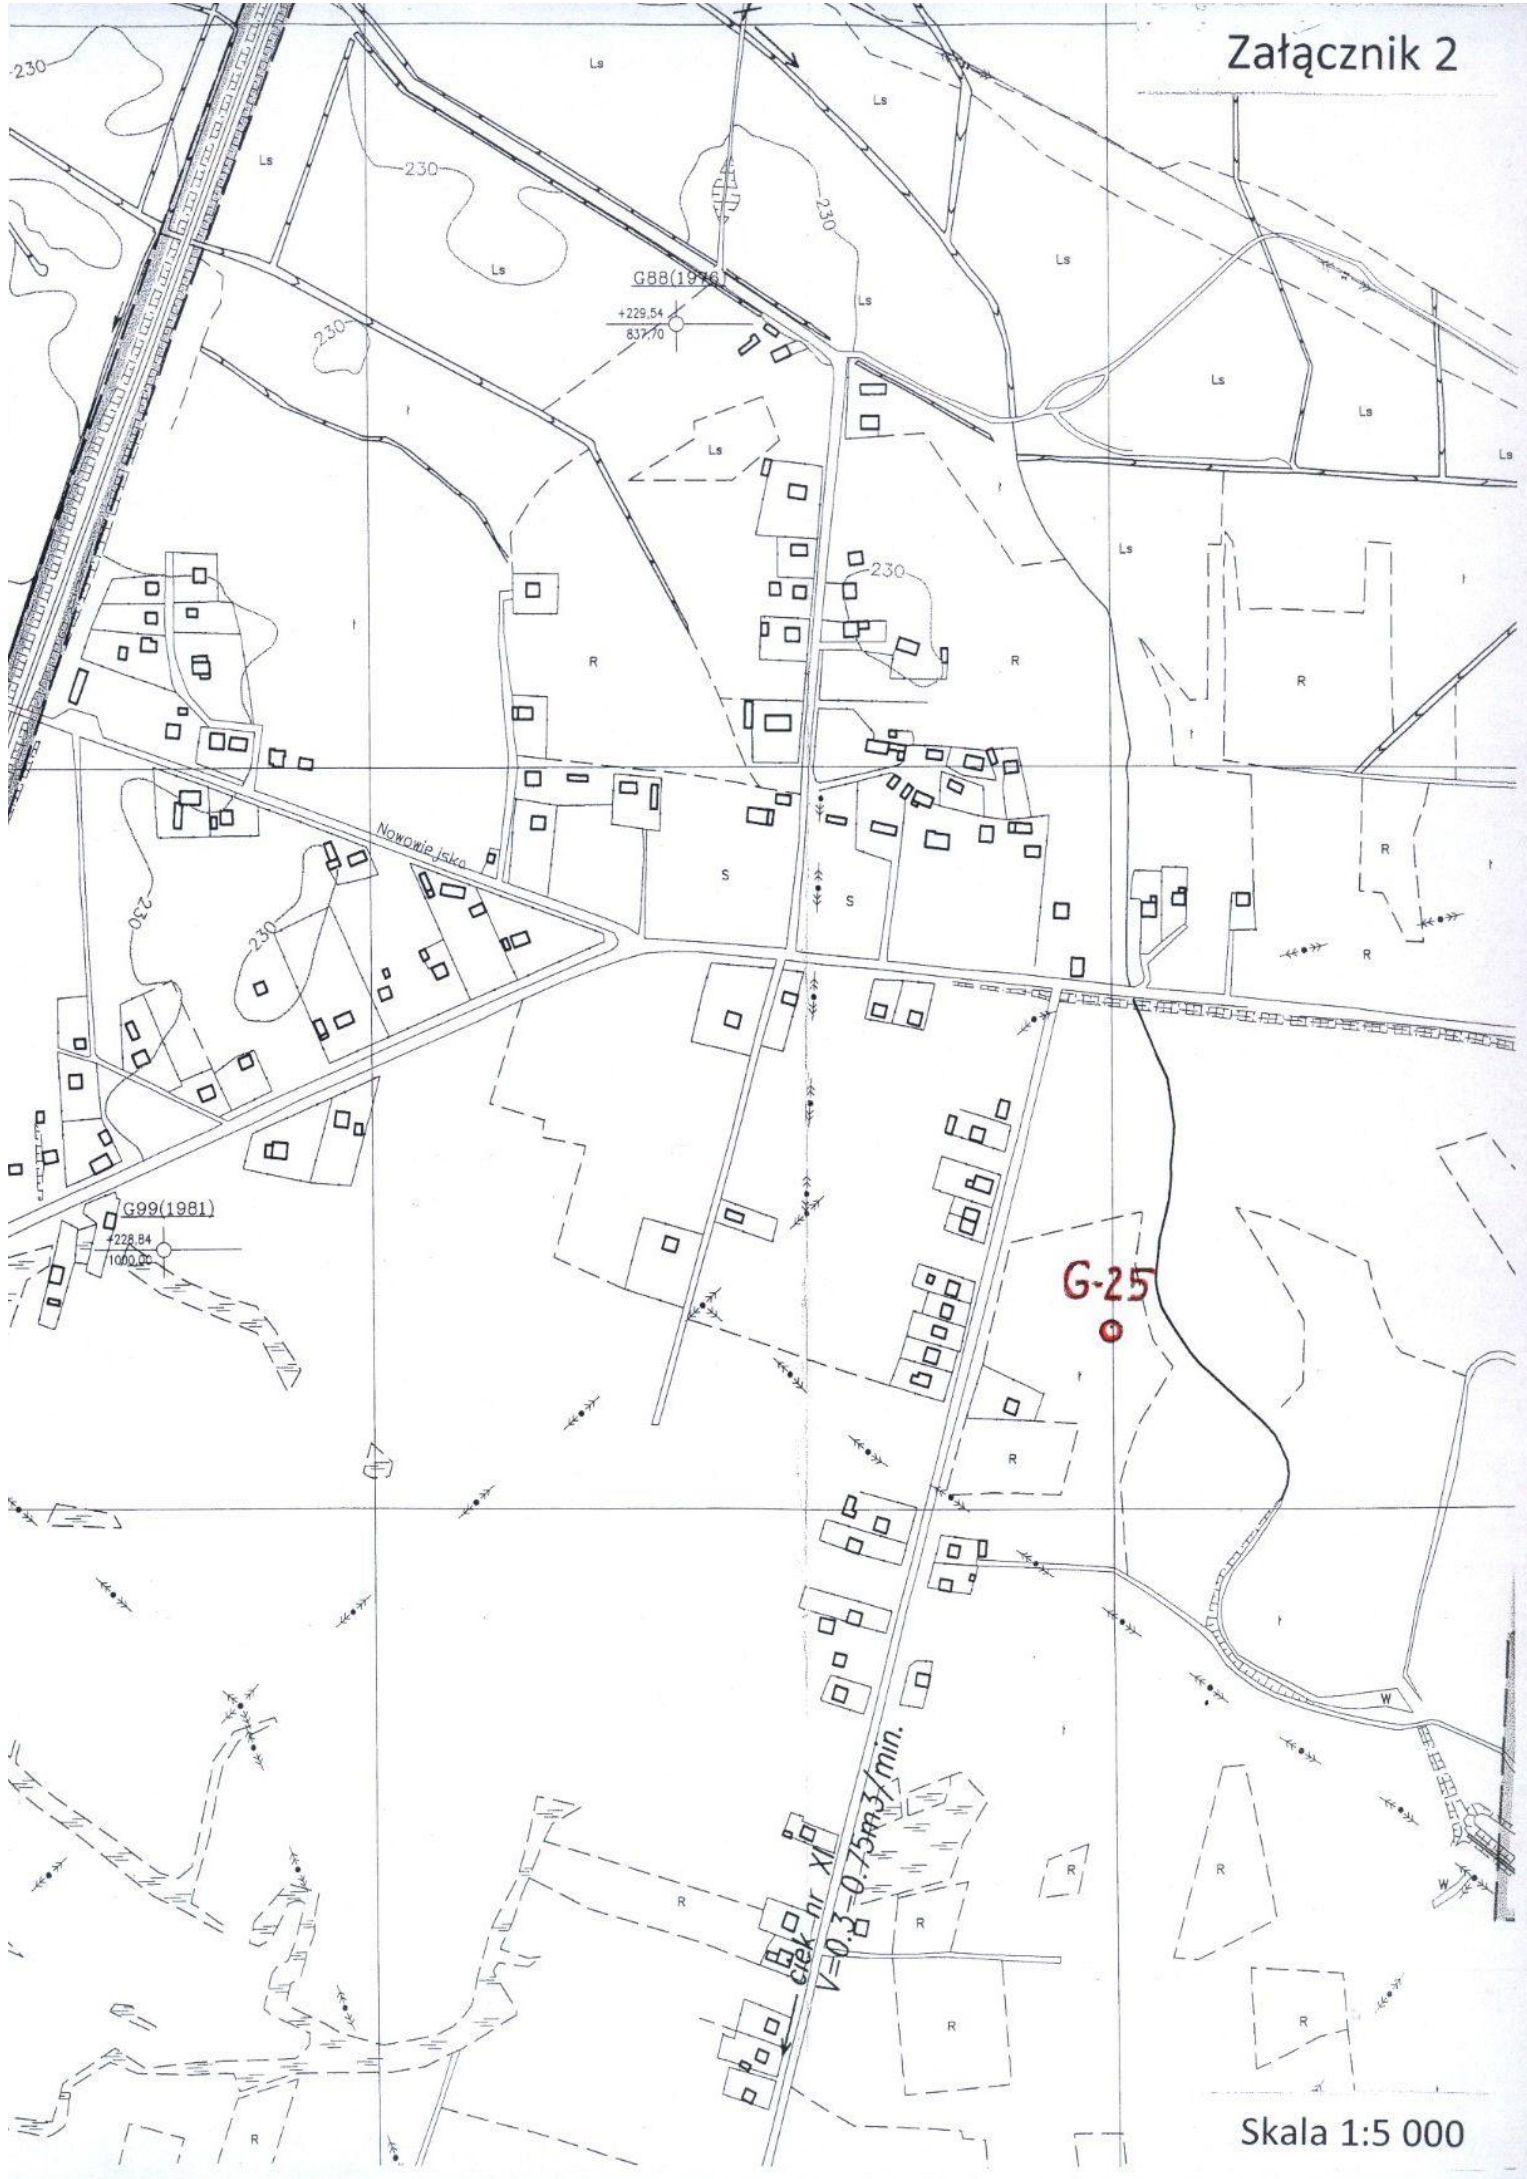 Załącznik 2
230
Ls
Ls
Ls
230
230
Ls
Ls
G88(1976)
Ls
+229,54
837,70
230
Ls
Ls
Ls
Ls
Ls
230
R
R
R
Nowowiejska
R
S
S
230
230
R
G99(1981)
+228,84
1000,00
G-25
R
W
ciek nr XI
V=0.3-0.75m3/min.
R
R
R
R
W
R
R
R
Skala 1:5 000